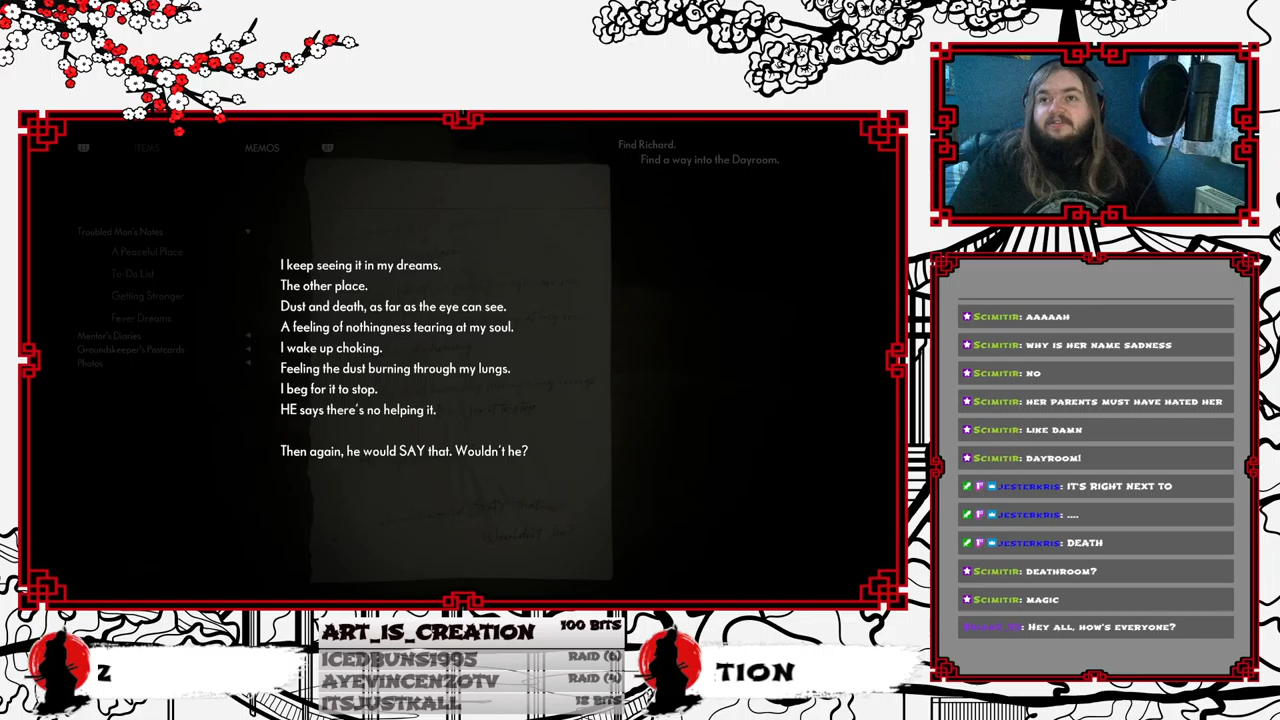 ITEMS
MEMOS
Find Richard.
Find a way into the Dayroom.
Troubled Man's Notes
A Peaceful Place
To-Do List
Getting Stronger
Fever Dreams
Mentor's Diaries
Groundskeeper's Postcards
Photos
I keep seeing it in my dreams.
The other place.
Dust and death, as far as the eye can see.
A feeling of nothingness tearing at my soul.
I wake up choking.
Feeling the dust burning through my lungs.
I beg for it to stop.
HE says there's no helping it.
Then again, he would SAY that. Wouldn't he?
Scimitir: AAAAAH
Scimitir: WHY IS HER NAME SADNESS
Scimitir: NO
Scimitir: HER PARENTS MUST HAVE HATED HER
Scimitir: LIKE DAMN
Scimitir: DAYROOM!
JESTERKRIS: IT'S RIGHT NEXT TO
JESTERKRIS: ....
JESTERKRIS: DEATH
Scimitir: DEATHROOM?
Scimitir: MAGIC
HEY ALL, HOW'S EVERYONE?
Z
ART_IS_CREATION 100 BITS
ICEDBUNS1995 RAID (6)
AYEVINCENZOTV RAID (4)
ITSJUSTKALL 18 BITS
TION